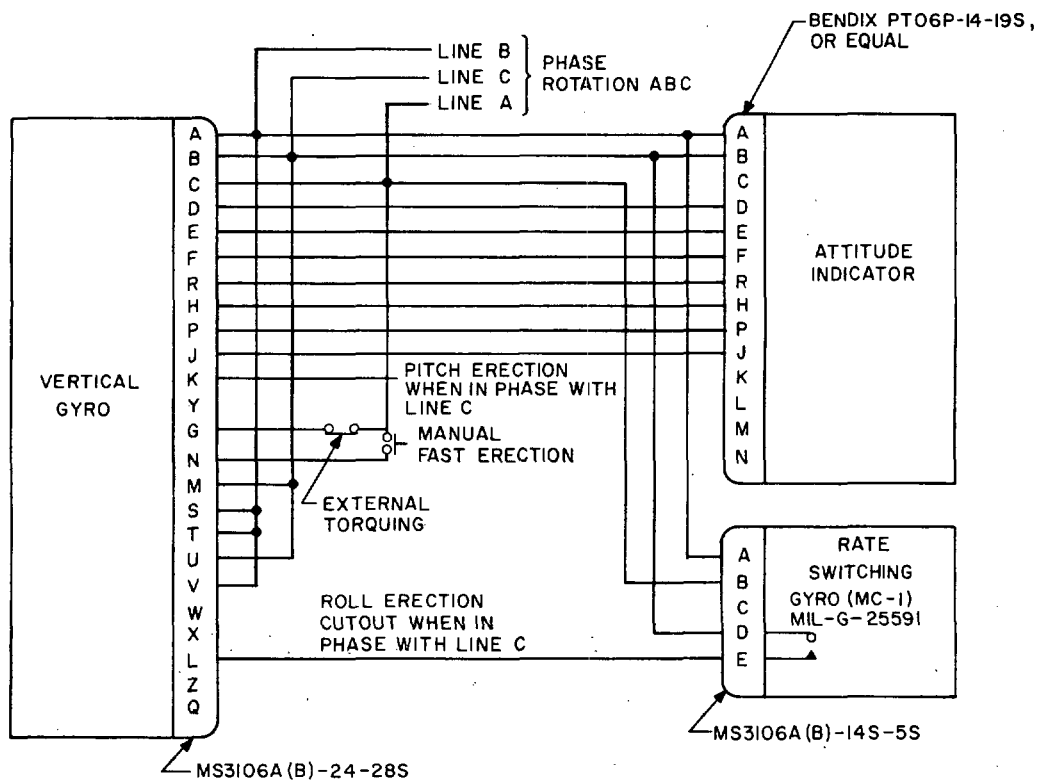 BENDIX PT06P-14-19S,
OR EQUAL
LINE B
LINE C
LINE A
PHASE
ROTATION ABC
VERTICAL
GYRO
A
B
C
D
E
F
R
H
P
J
K
Y
G
N
M
S
T
U
V
W
X
L
Z
Q
PITCH ERECTION
WHEN IN PHASE WITH
LINE C
MANUAL
FAST ERECTION
EXTERNAL
TORQUING
ROLL ERECTION
CUTOUT WHEN IN
PHASE WITH LINE C
A
B
C
D
E
F
R
H
P
J
K
L
M
N
ATTITUDE
INDICATOR
A
B
C
D
E
RATE
SWITCHING
GYRO (MC-1)
MIL-G-25591
MS3106A(B)-14S-5S
MS3106A(B)-24-28S